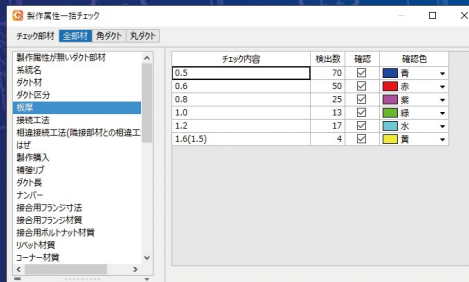 製作属性一括チェック
チェック部材 全部材 角ダクト 丸ダクト
製作属性が無いダクト部材
系統名
ダクト材
ダクト区分
板厚
接続工法
相違接続工法(隣接部材との相違工
はぜ
製作購入
補強リブ
ダクト長
ナンバー
接合用フランジ寸法
接合用フランジ材質
接合用ボルトナット材質
リベット材質
コーナー材質
チェック内容 検出数 確認 確認色
0.5 70 青
0.6 50 赤
0.8 25 紫
1.0 13 緑
1.2 17 水
1.6(1.5) 4 黄